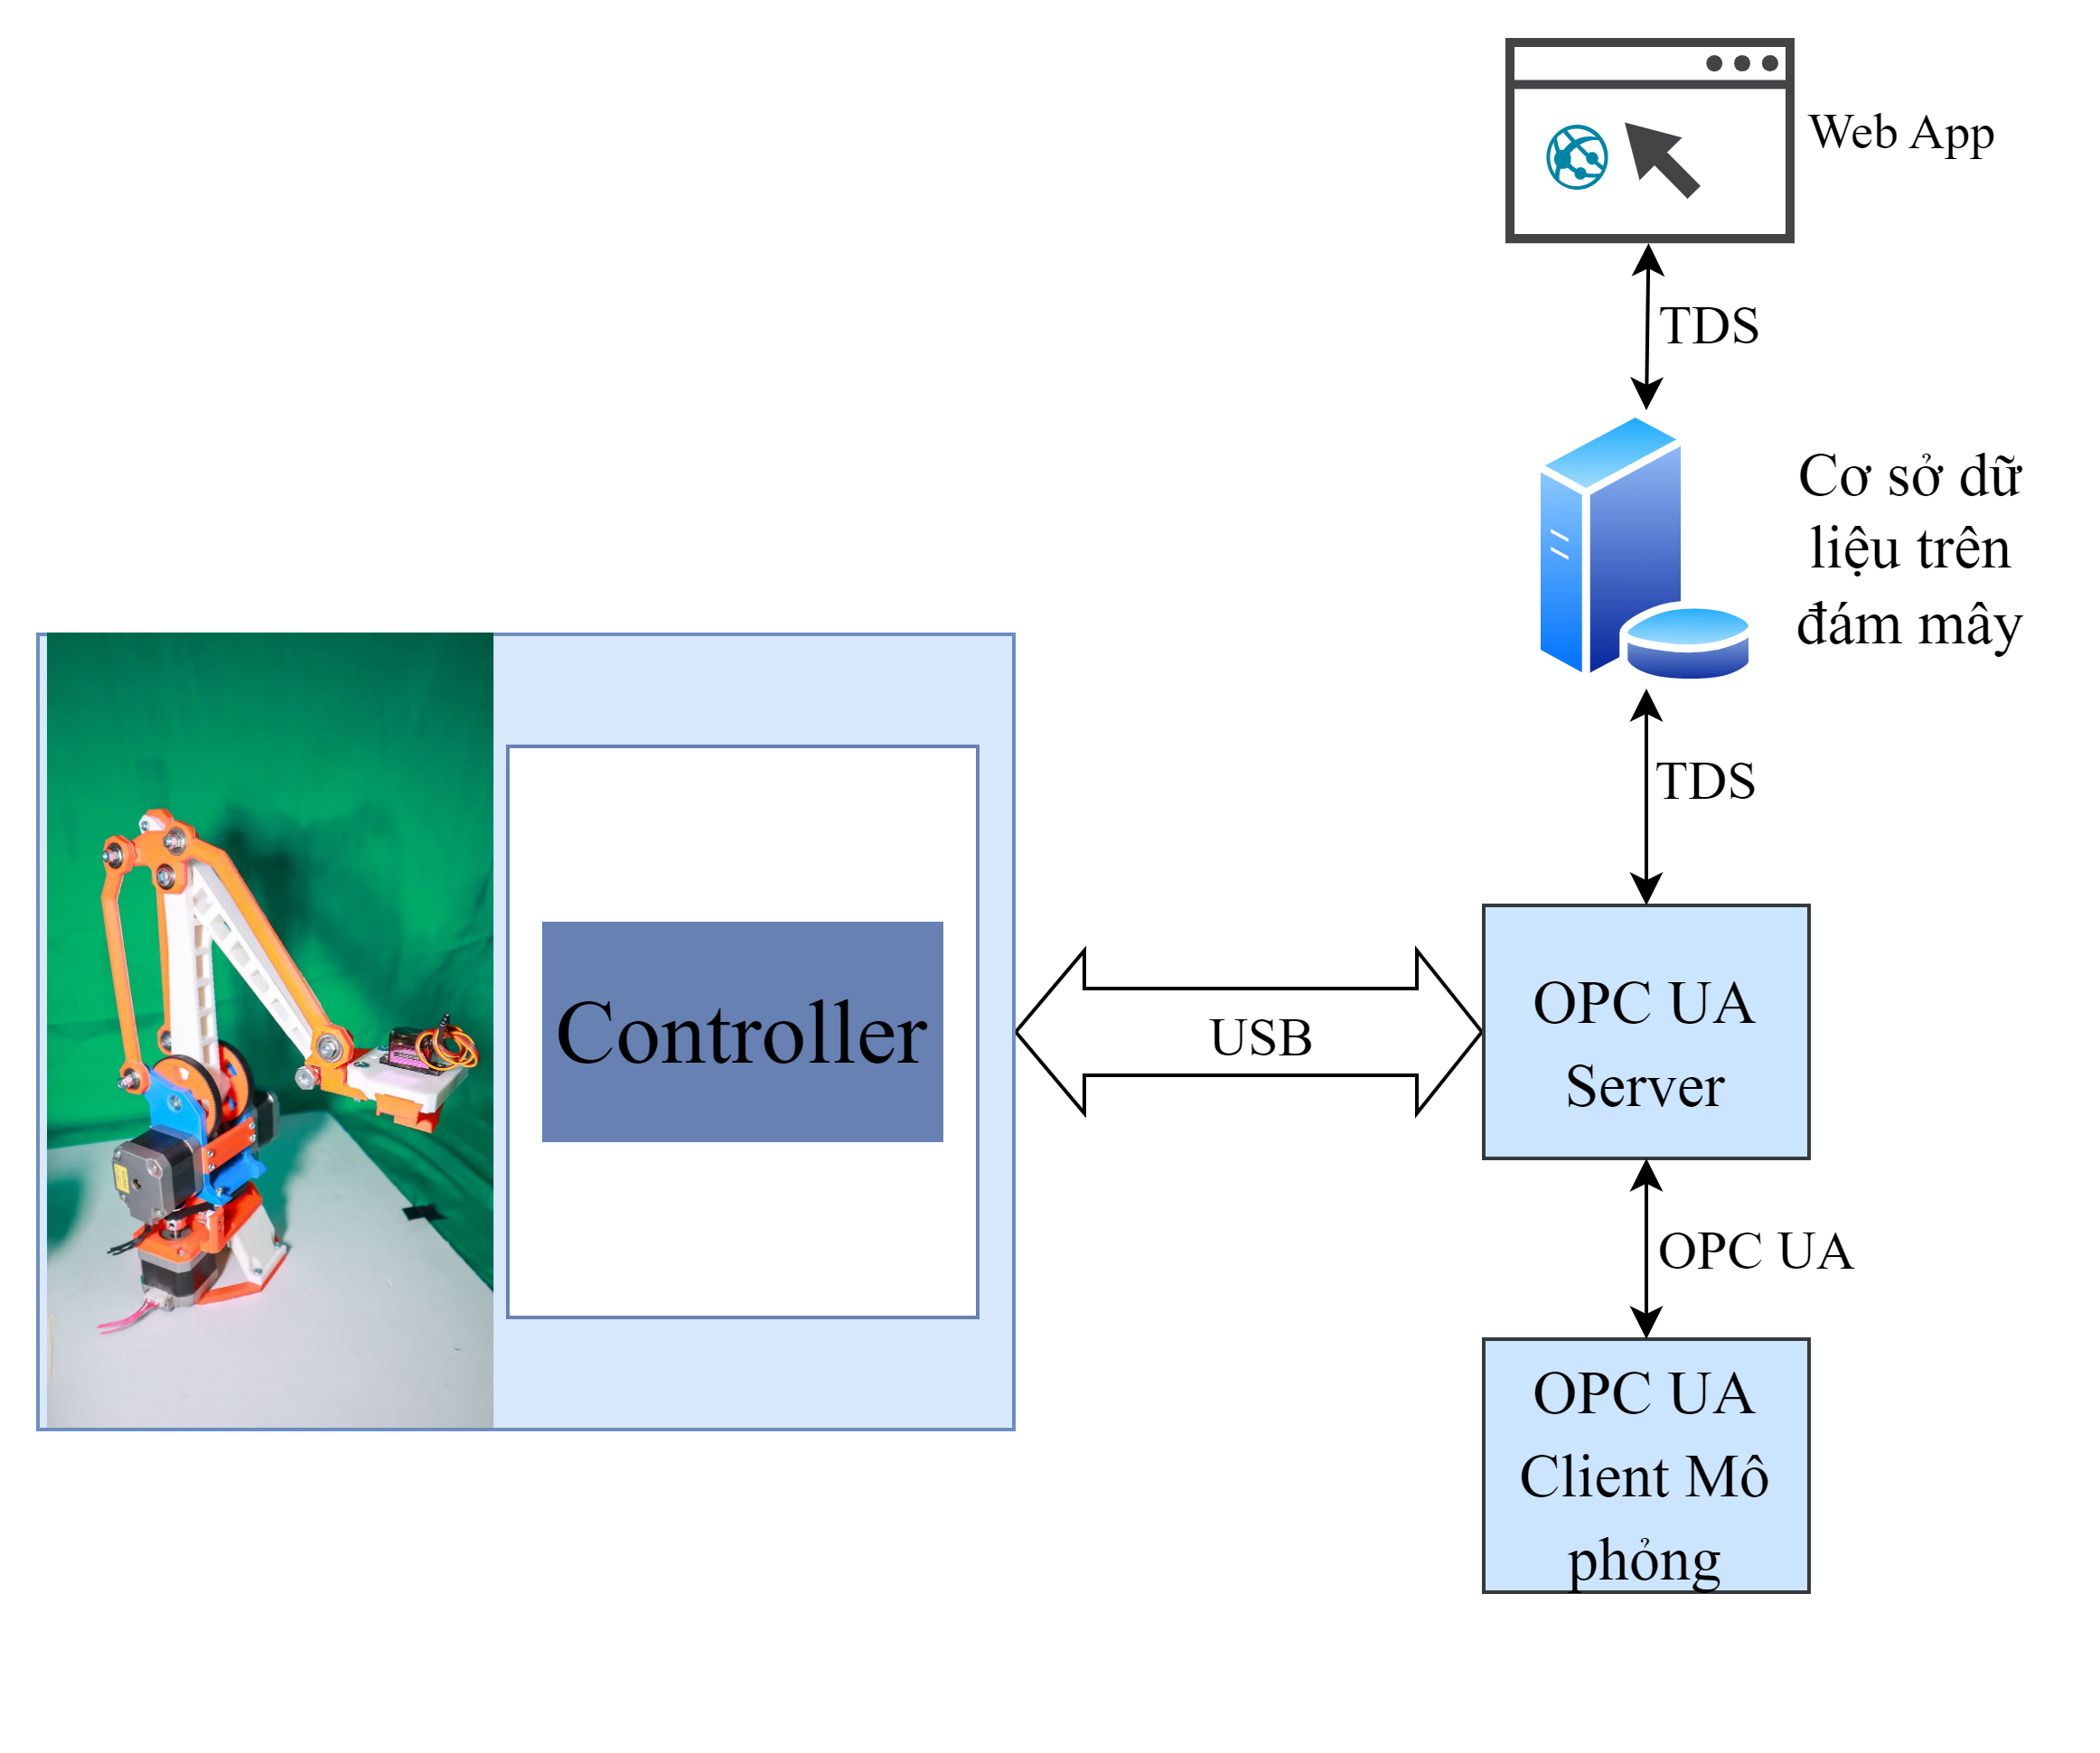 Web App
TDS
Cơ sở dữ
liệu trên
đám mây
TDS
Controller
USB
OPC UA
Server
OPC UA
OPC UA
Client Mô
phỏng